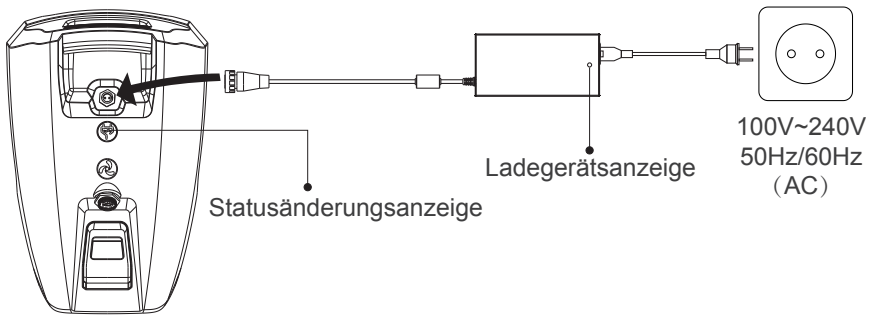 100V~240V
50Hz/60Hz
（AC）
Ladegerätsanzeige
Statusänderungsanzeige